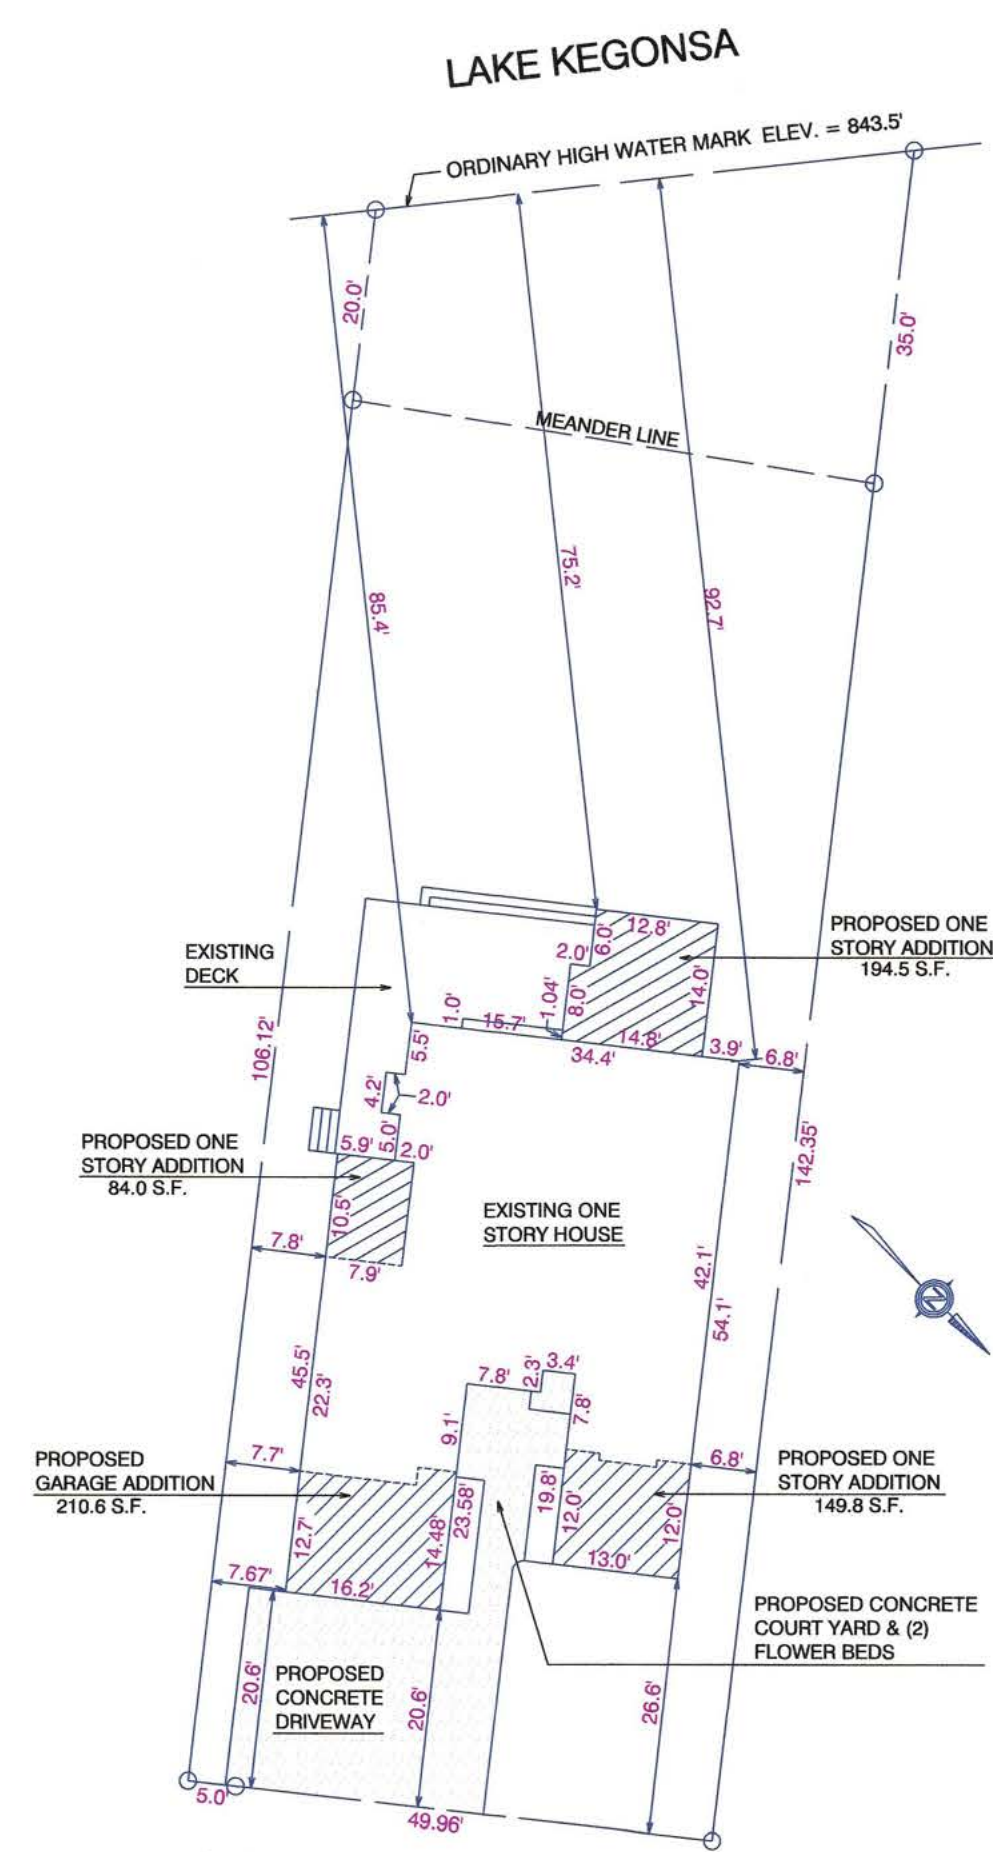 LAKE KEGONSA
ORDINARY HIGH WATER MARK ELEV. = 843.5'
20.0'
35.0'
MEANDER LINE
75.2'
85.4'
92.7'
PROPOSED ONE
STORY ADDITION
194.5 S.F.
EXISTING
DECK
12.8'
6.0'
2.0'
14.0'
8.0'
1.04'
1.0'
15.7'
14.8'
34.4'
3.9'
6.8'
5.5'
106.12'
4.2'
2.0'
5.0'
142.35'
PROPOSED ONE
STORY ADDITION
84.0 S.F.
5.9'
2.0'
10.5'
EXISTING ONE
STORY HOUSE
7.8'
7.9'
42.1'
54.1'
N
45.5'
22.3'
7.8'
2.3'
3.4'
7.8'
9.1'
PROPOSED
GARAGE ADDITION
210.6 S.F.
7.7'
6.8'
PROPOSED ONE
STORY ADDITION
149.8 S.F.
12.7'
14.48'
23.58'
19.8'
12.0'
12.0'
7.67'
16.2'
13.0'
PROPOSED CONCRETE
COURT YARD & (2)
FLOWER BEDS
PROPOSED
CONCRETE
DRIVEWAY
20.6'
20.6'
26.6'
5.0'
49.96'